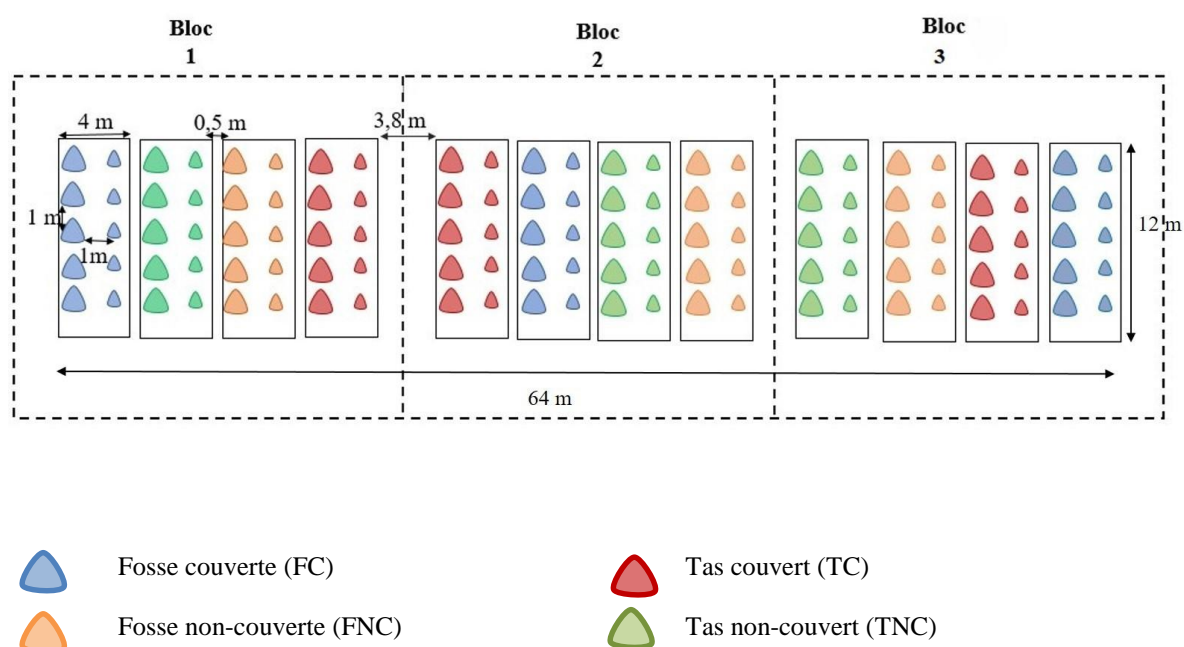 Bloc
1
Bloc
2
Bloc
3
4 m
0,5 m
3,8 m
1 m
1m
12 m
64 m
Fosse couverte (FC)
Tas couvert (TC)
Fosse non-couverte (FNC)
Tas non-couvert (TNC)